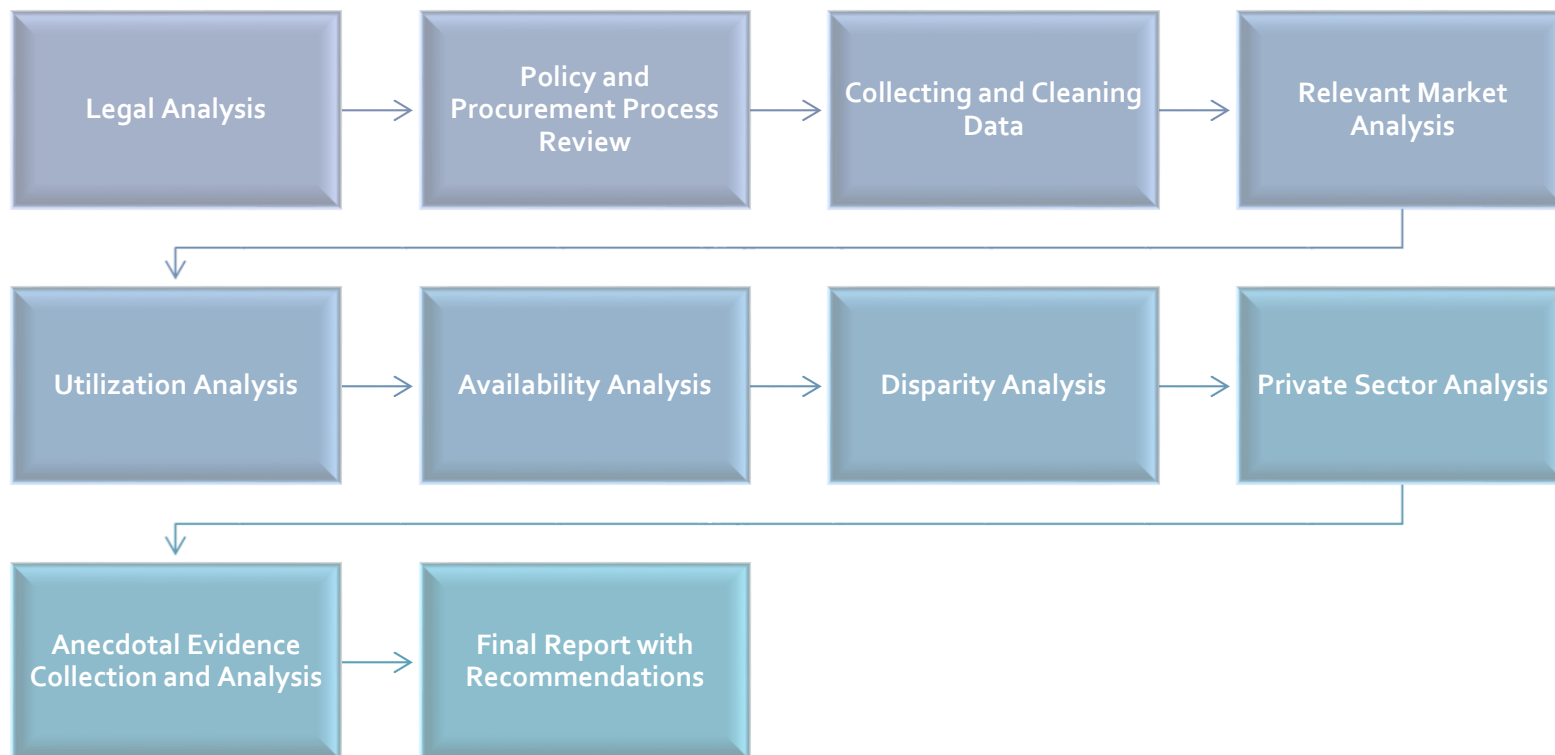 Legal Analysis
Policy and
Procurement Process
Review
Collecting and Cleaning
Data
Relevant Market
Analysis
Utilization Analysis
Availability Analysis
Disparity Analysis
Private Sector Analysis
Anecdotal Evidence
Collection and Analysis
Final Report with
Recommendations